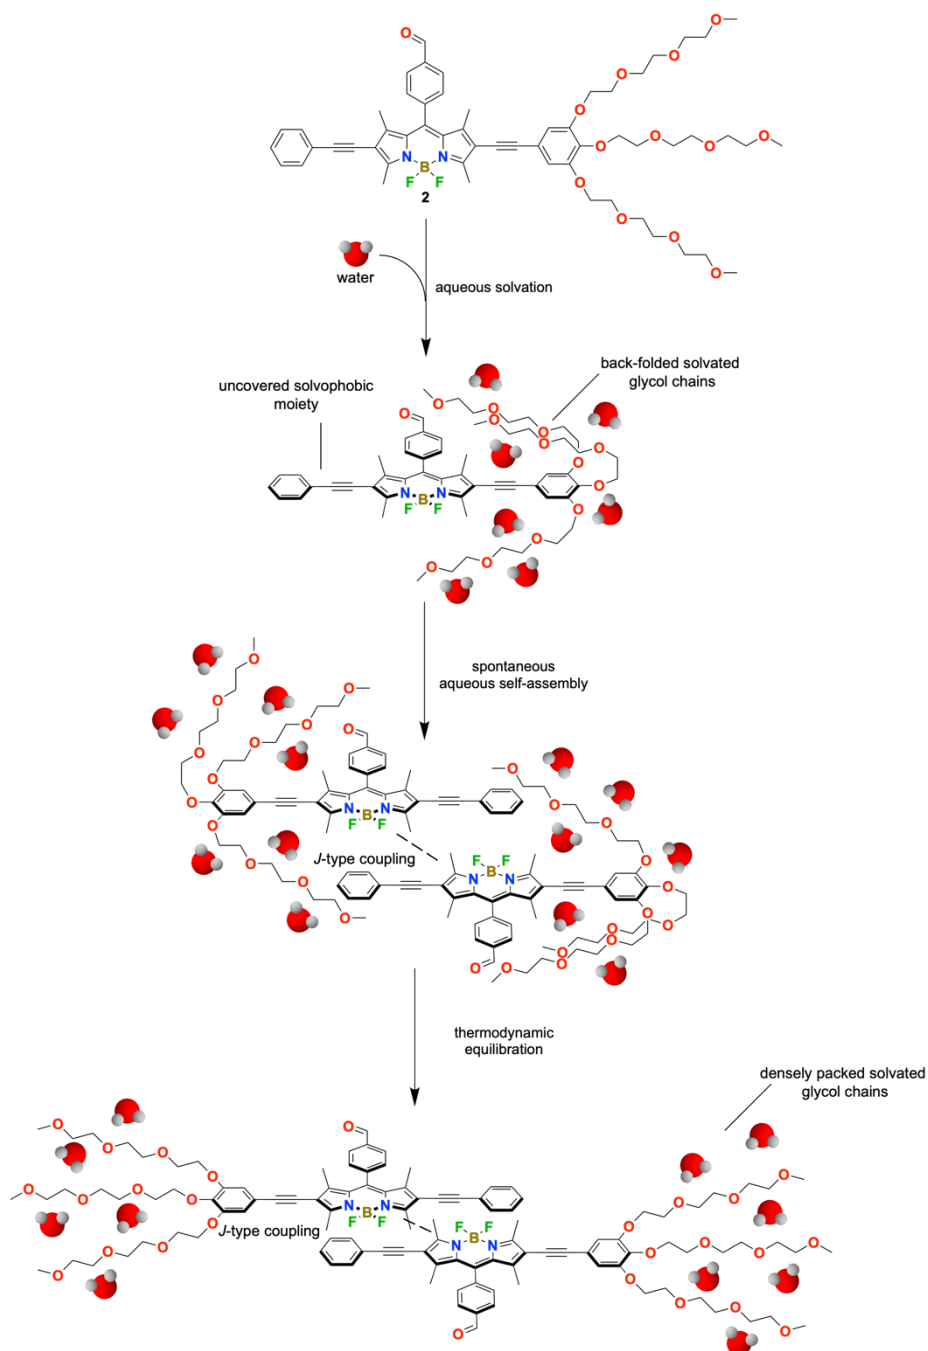 O
O
O
O
O
O
O
O
O
O
O
O
O
N
B
N
F
F
2
water
aqueous solvation
back-folded solvated
glycol chains
uncovered solvophobic
moiety
O
O
O
O
O
O
O
O
O
O
O
O
O
N
B
N
F
F
spontaneous
aqueous self-assembly
O
O
O
O
O
O
O
O
O
O
O
O
O
N
B
N
F
F
J-type coupling
F
F
N
B
N
O
O
O
O
O
O
O
O
O
O
O
O
O
thermodynamic
equilibration
densely packed solvated
glycol chains
O
O
O
O
O
O
O
O
O
O
O
O
O
N
B
N
F
F
J-type coupling
F
F
N
B
N
O
O
O
O
O
O
O
O
O
O
O
O
O